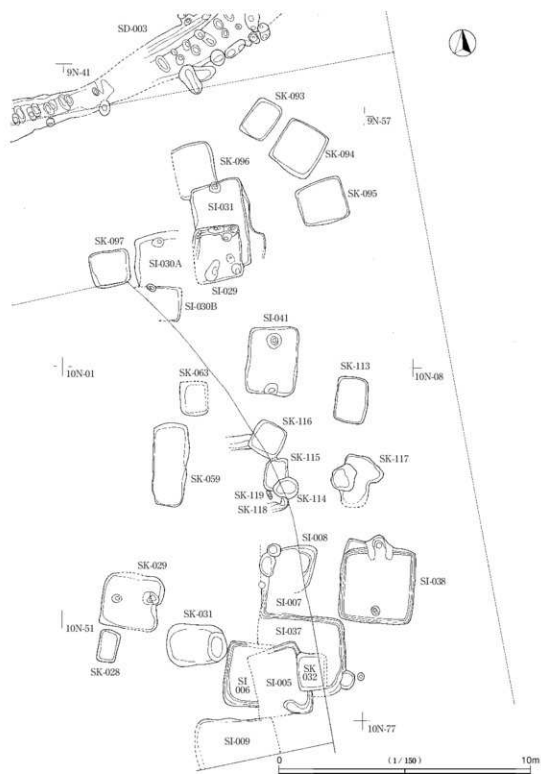 SD-003
9N-41
SK-093
9N-57
SK-094
SK-096
SK-095
SI-031
SK-097
SI-030A
SI-029
SI-030B
SI-041
10N-01
10N-08
SK-063
SK-113
SK-116
SK-115
SK-117
SK-059
SK-119
SK-114
SK-118
SI-008
SK-029
SI-038
SI-007
SK-031
10N-51
SI-037
SK-028
SI
006
SI-005
SK
032
10N-77
SI-009
0
(1/150)
10m